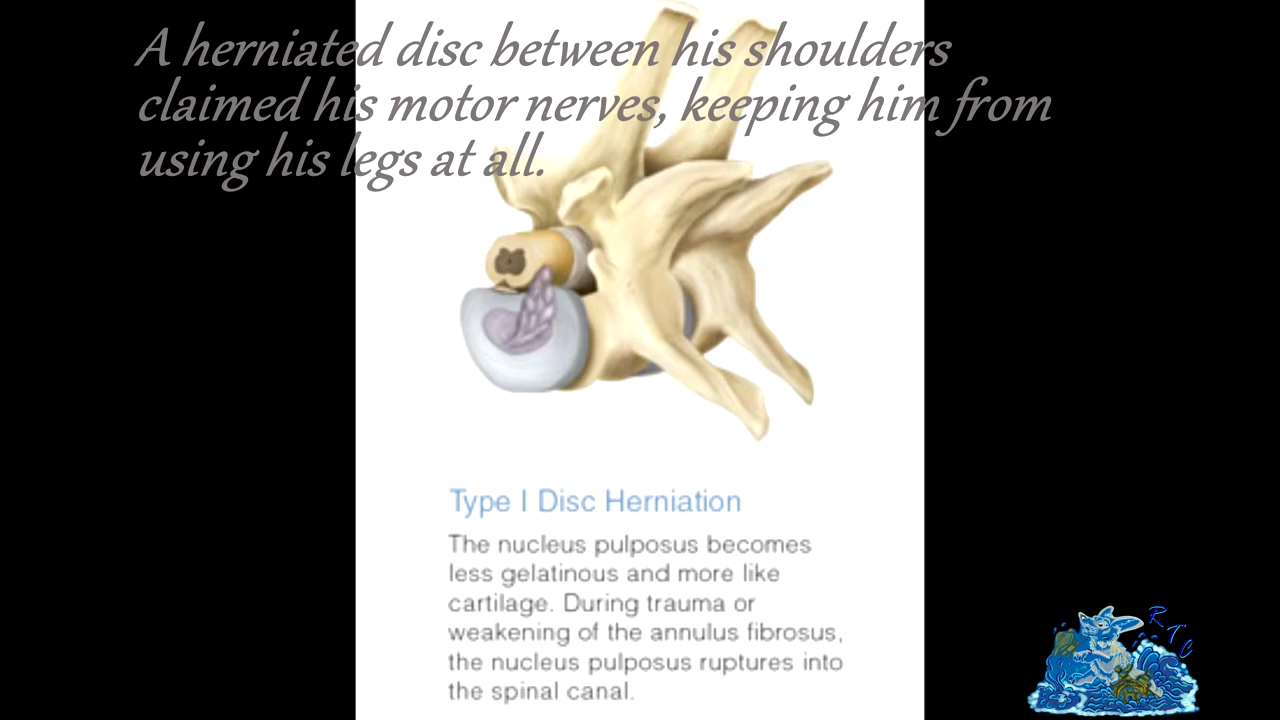 A herniated disc between his shoulders
claimed his motor nerves, keeping him from
using his legs at all.
Type I Disc Herniation
The nucleus pulposus becomes
less gelatinous and more like
cartilage. During trauma or
weakening of the annulus fibrosus,
the nucleus pulposus ruptures into
the spinal canal.
R T C